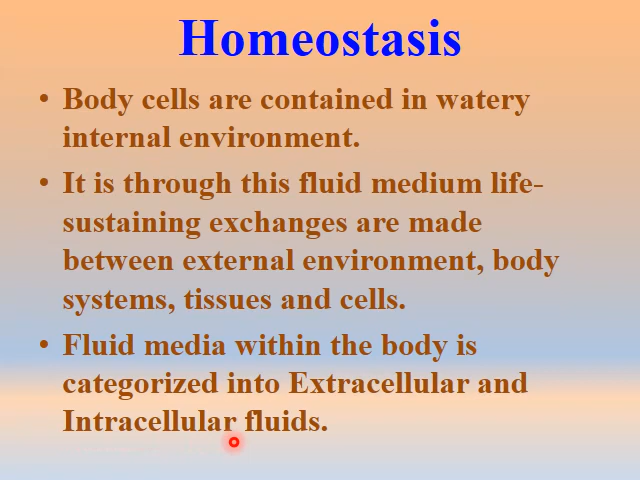 Homeostasis
• Body cells are contained in watery
internal environment.
• It is through this fluid medium life-
sustaining exchanges are made
between external environment, body
systems, tissues and cells.
• Fluid media within the body is
categorized into Extracellular and
Intracellular fluids.